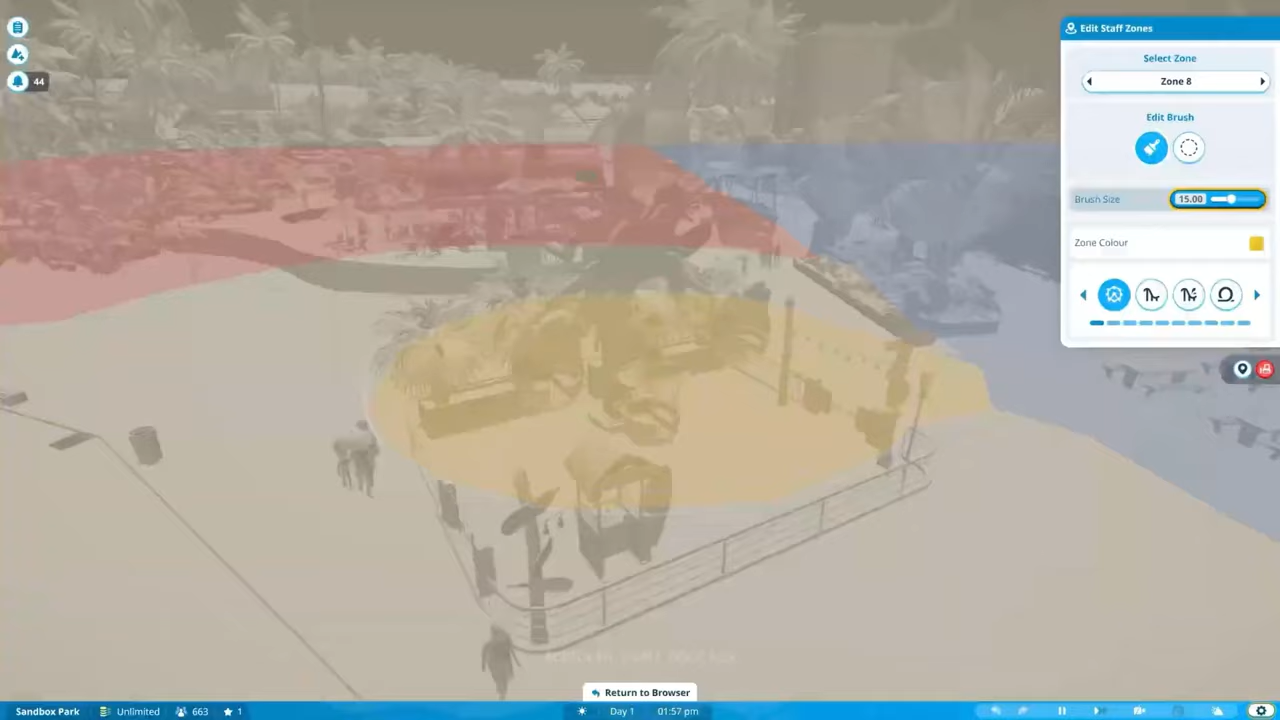 44
Edit Staff Zones
Select Zone
Zone 8
Edit Brush
Brush Size 15.00
Zone Colour
Return to Browser
Sandbox Park Unlimited 663 1 Day 1 01:57 pm